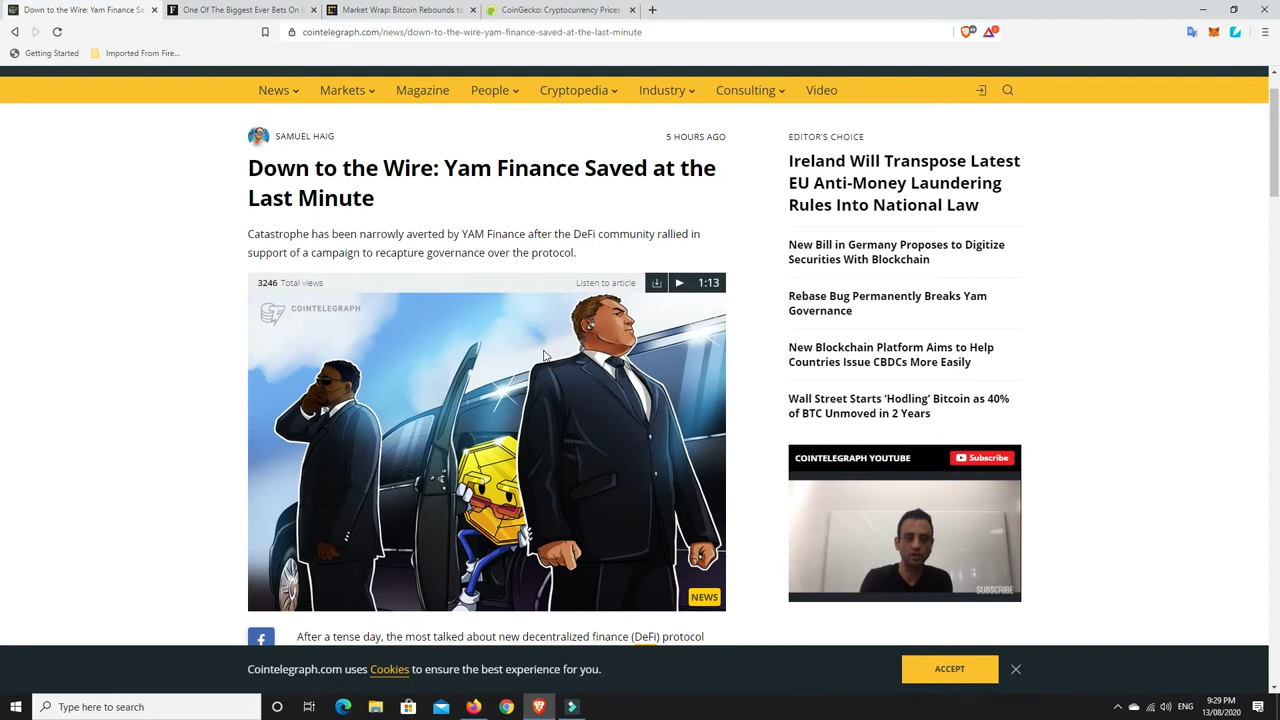 Down to the Wire: Yam Finance Sa
One Of The Biggest Ever Bets On E
Market Wrap: Bitcoin Rebounds to
CoinGecko: Cryptocurrency Prices
cointelegraph.com/news/down-to-the-wire-yam-finance-saved-at-the-last-minute
Getting Started
Imported From Fire...
News
Markets
Magazine
People
Cryptopedia
Industry
Consulting
Video
SAMUEL HAIG
5 HOURS AGO
Down to the Wire: Yam Finance Saved at the
Last Minute
Catastrophe has been narrowly averted by YAM Finance after the DeFi community rallied in
support of a campaign to recapture governance over the protocol.
3246 Total views
Listen to article
1:13
COINTELEGRAPH
NEWS
After a tense day, the most talked about new decentralized finance (DeFi) protocol
EDITOR'S CHOICE
Ireland Will Transpose Latest
EU Anti-Money Laundering
Rules Into National Law
New Bill in Germany Proposes to Digitize
Securities With Blockchain
Rebase Bug Permanently Breaks Yam
Governance
New Blockchain Platform Aims to Help
Countries Issue CBDCs More Easily
Wall Street Starts ‘Hodling’ Bitcoin as 40%
of BTC Unmoved in 2 Years
COINTELEGRAPH YOUTUBE
Subscribe
SUBSCRIBE
Cointelegraph.com uses Cookies to ensure the best experience for you.
ACCEPT
Type here to search
ENG
9:29 PM
13/08/2020